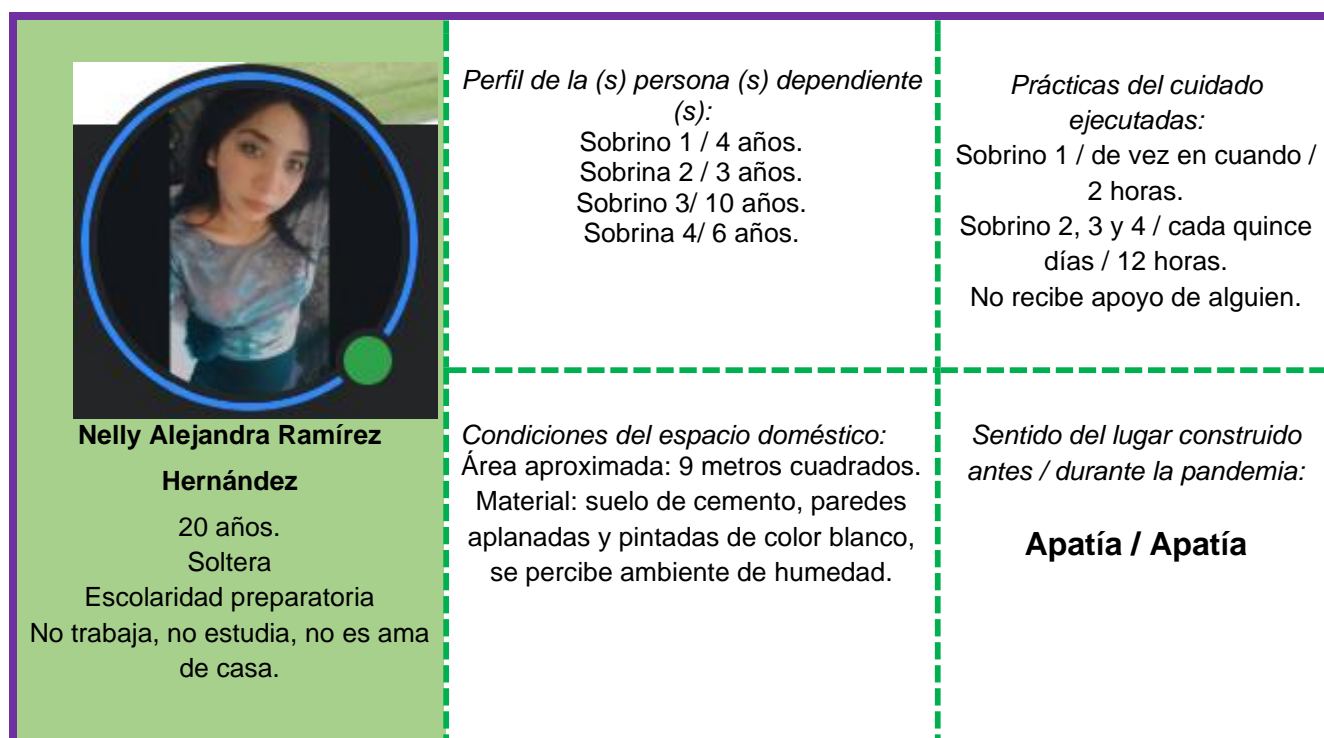 Nelly Alejandra Ramírez
Hernández
20 años.
Soltera
Escolaridad preparatoria
No trabaja, no estudia, no es ama
de casa.
Perfil de la (s) persona (s) dependiente
(s):
Sobrino 1 / 4 años.
Sobrina 2 / 3 años.
Sobrino 3/ 10 años.
Sobrina 4/ 6 años.
Prácticas del cuidado
ejecutadas:
Sobrino 1 / de vez en cuando /
2 horas.
Sobrino 2, 3 y 4 / cada quince
días / 12 horas.
No recibe apoyo de alguien.
Condiciones del espacio doméstico:
Área aproximada: 9 metros cuadrados.
Material: suelo de cemento, paredes
aplanadas y pintadas de color blanco,
se percibe ambiente de humedad.
Sentido del lugar construido
antes / durante la pandemia:
Apatía / Apatía